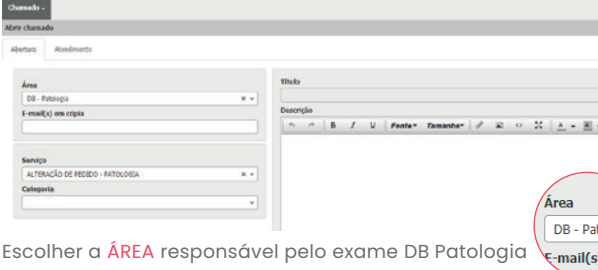 Chamado
Abrir chamado
Abertura Atendimento
Área
DB - Patologia
E-mail(s) em cópia
Serviço
ALTERAÇÃO DE PEDIDO - PATOLOGIA
Categoria
Título
Descrição
B I U Fonte Tamanho A A
Área
DB - Pat
E-mail(s
Escolher a ÁREA responsável pelo exame DB Patologia